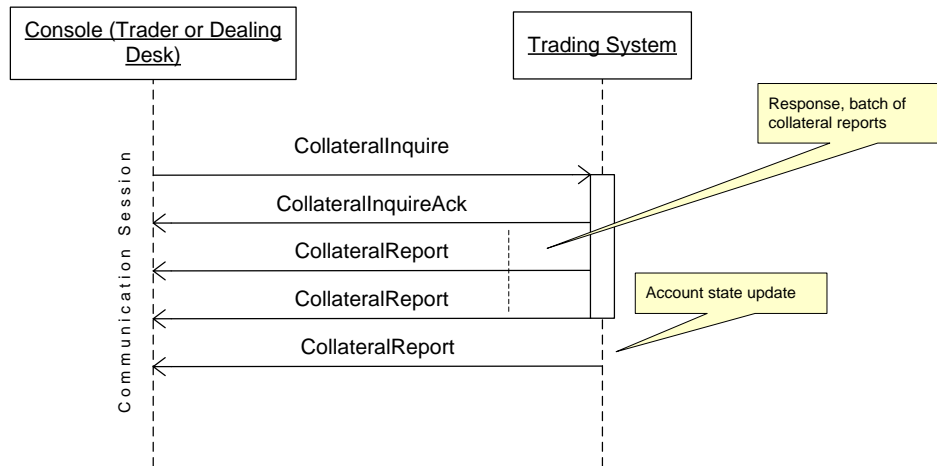 Console (Trader or Dealing
Desk)
Trading System
Response, batch of
collateral reports
CollateralInquire
CollateralInquireAck
CollateralReport
CollateralReport
Account state update
CollateralReport
Communication Session